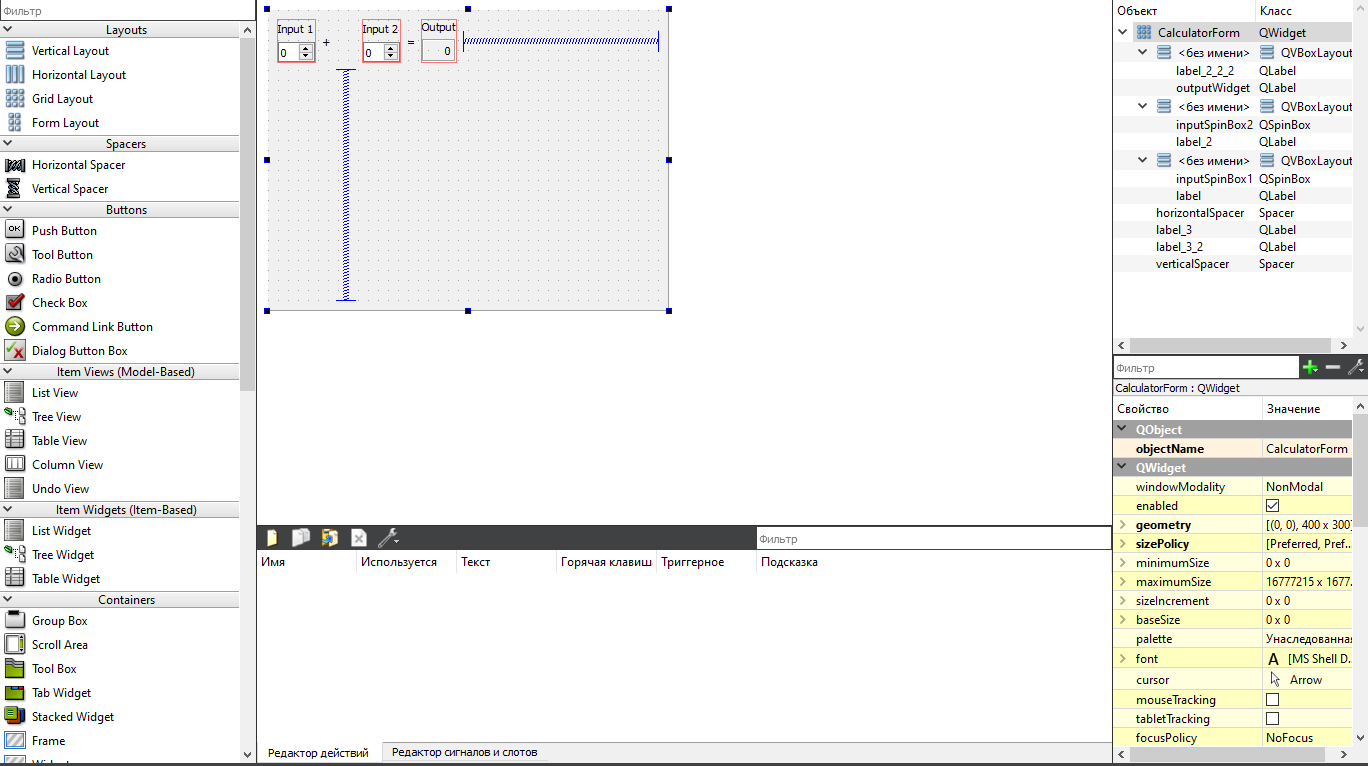 Фильтр
Layouts
Vertical Layout
Horizontal Layout
Grid Layout
Form Layout
Spacers
Horizontal Spacer
Vertical Spacer
Buttons
OK
Push Button
Tool Button
Radio Button
Check Box
Command Link Button
Dialog Button Box
Item Views (Model-Based)
List View
Tree View
Table View
Column View
Undo View
Item Widgets (Item-Based)
List Widget
Tree Widget
Table Widget
Containers
Group Box
Scroll Area
Tool Box
Tab Widget
Stacked Widget
Frame
Input 1 Input 2 Output
0 + 0 = 0
Имя Используется Текст Горячая клавиш Триггерное Подсказка
Фильтр
Редактор действий Редактор сигналов и слотов
Объект Класс
CalculatorForm QWidget
<без имени> QVBoxLayout
label_2_2_2 QLabel
outputWidget QLabel
<без имени> QVBoxLayout
inputSpinBox2 QSpinBox
label_2 QLabel
<без имени> QVBoxLayout
inputSpinBox1 QSpinBox
label QLabel
horizontalSpacer Spacer
label_3 QLabel
label_3_2 QLabel
verticalSpacer Spacer
Фильтр
CalculatorForm : QWidget
Свойство Значение
QObject
objectName CalculatorForm
QWidget
windowModality NonModal
enabled
geometry [(0, 0), 400 x 300]
sizePolicy [Preferred, Pref...
minimumSize 0 x 0
maximumSize 16777215 x 1677...
sizeIncrement 0 x 0
baseSize 0 x 0
palette Унаследованная
font A [MS Shell D...
cursor Arrow
mouseTracking
tabletTracking
focusPolicy NoFocus